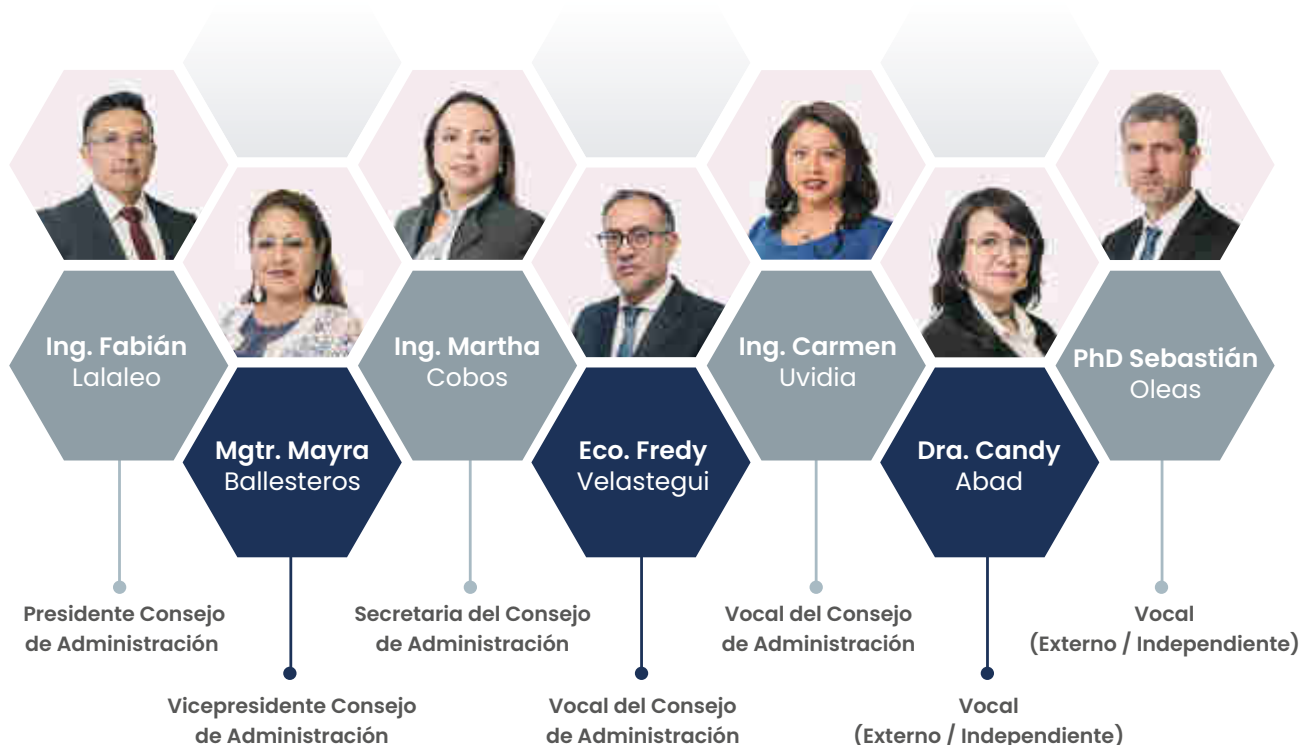 Ing. Fabián
Lalaleo
Presidente Consejo
de Administración
Mgtr. Mayra
Ballesteros
Vicepresidente Consejo
de Administración
Ing. Martha
Cobos
Secretaria del Consejo
de Administración
Eco. Fredy
Velastegui
Vocal del Consejo
de Administración
Ing. Carmen
Uvidia
Vocal del Consejo
de Administración
Dra. Candy
Abad
Vocal
(Externo / Independiente)
PhD Sebastián
Oleas
Vocal
(Externo / Independiente)